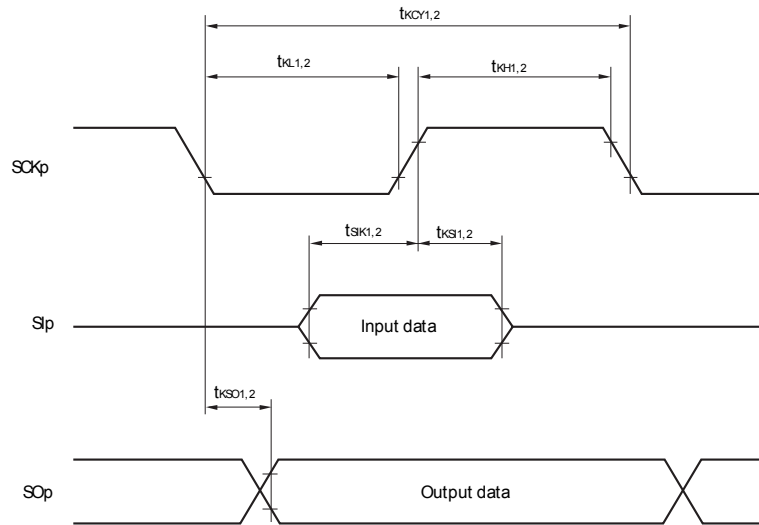 tKCY1,2
tKL1,2
tKH1,2
SCKp
tSIK1,2
tKSI1,2
SIp
Input data
tKSO1,2
SOp
Output data